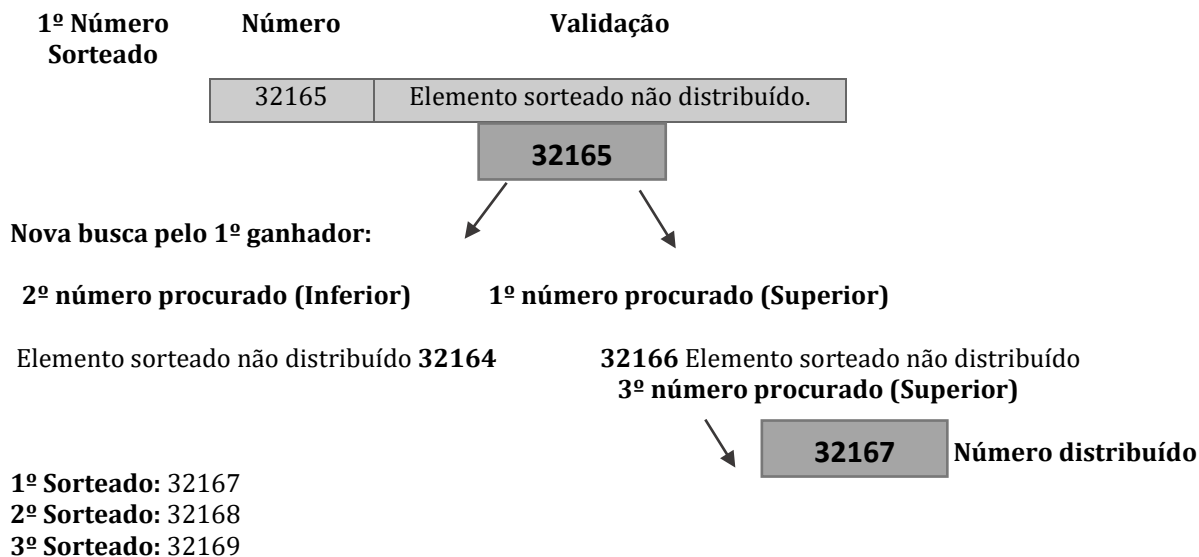 1º Número Número Validação
Sorteado
32165 Elemento sorteado não distribuído.
32165
Nova busca pelo 1º ganhador:
2º número procurado (Inferior) 1º número procurado (Superior)
Elemento sorteado não distribuído 32164 32166 Elemento sorteado não distribuído
3º número procurado (Superior)
32167 Número distribuído
1º Sorteado: 32167
2º Sorteado: 32168
3º Sorteado: 32169